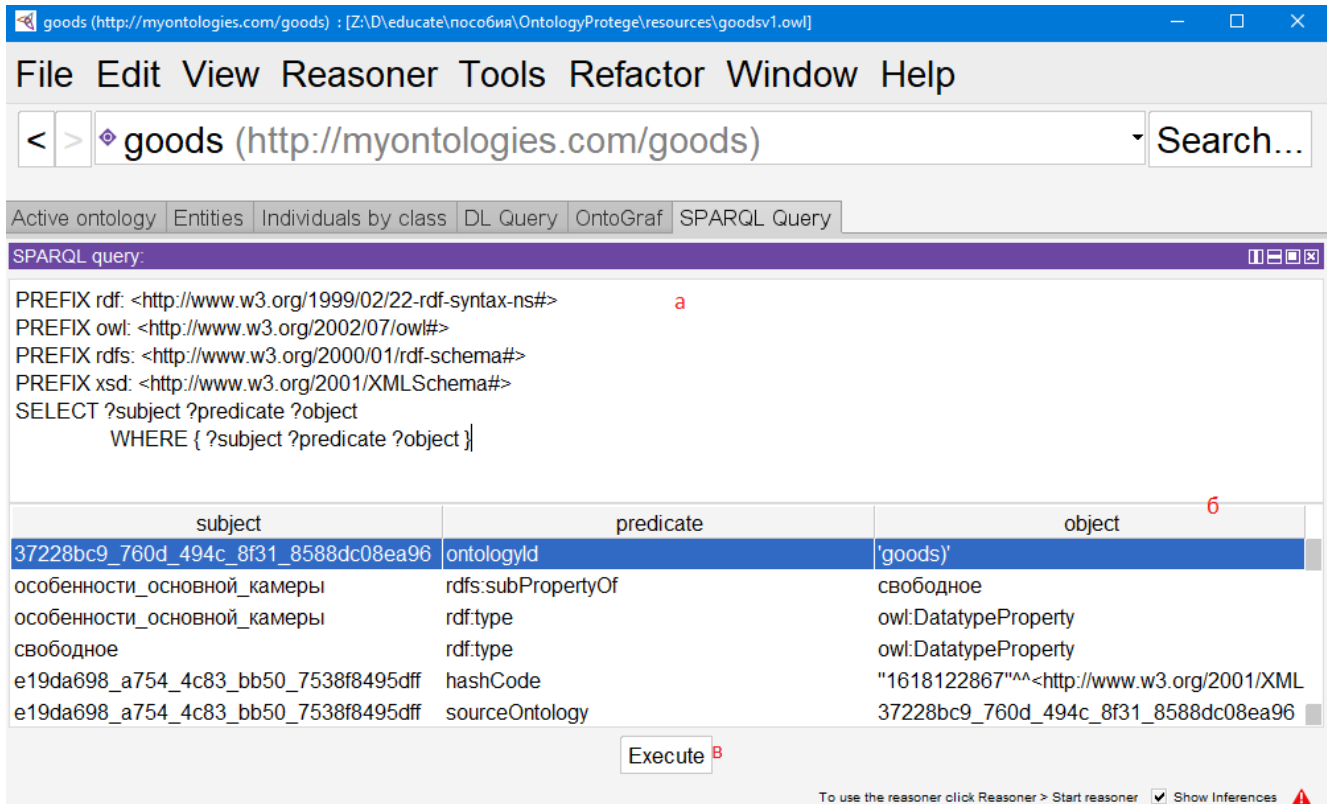 goods (http://myontologies.com/goods) : [Z:\D\educate\пособия\OntologyProtege\resources\goodsv1.owl]
File Edit View Reasoner Tools Refactor Window Help
< > goods (http://myontologies.com/goods) Search...
Active ontology Entities Individuals by class DL Query OntoGraf SPARQL Query
SPARQL query:
PREFIX rdf: <http://www.w3.org/1999/02/22-rdf-syntax-ns#> а
PREFIX owl: <http://www.w3.org/2002/07/owl#>
PREFIX rdfs: <http://www.w3.org/2000/01/rdf-schema#>
PREFIX xsd: <http://www.w3.org/2001/XMLSchema#>
SELECT ?subject ?predicate ?object
WHERE { ?subject ?predicate ?object }
б
subject predicate object
37228bc9_760d_494c_8f31_8588dc08ea96 ontologyId 'goods)'
особенности_основной_камеры rdfs:subPropertyOf свободное
особенности_основной_камеры rdf:type owl:DatatypeProperty
свободное rdf:type owl:DatatypeProperty
e19da698_a754_4c83_bb50_7538f8495dff hashCode "1618122867"^^<http://www.w3.org/2001/XML
e19da698_a754_4c83_bb50_7538f8495dff sourceOntology 37228bc9_760d_494c_8f31_8588dc08ea96
Execute в
To use the reasoner click Reasoner > Start reasoner Show Inferences